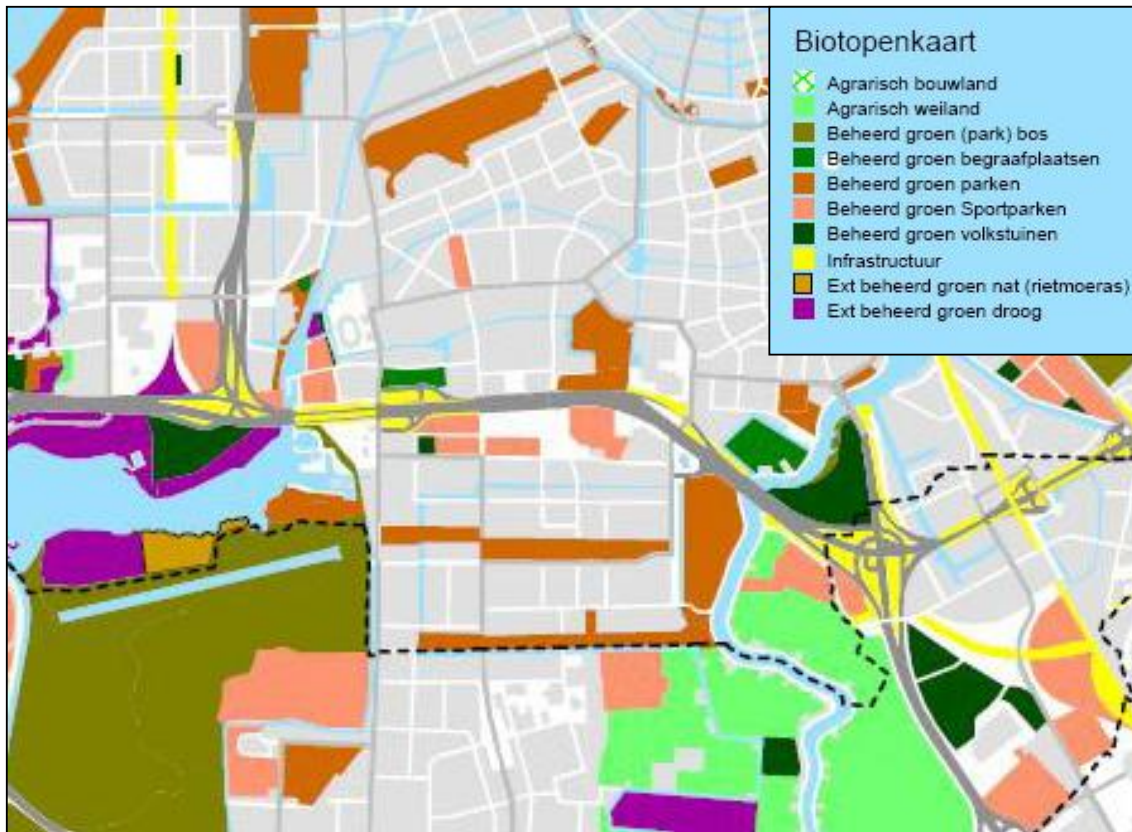 Biotopenkaart
Agrarisch bouwland
Agrarisch weiland
Beheerd groen (park) bos
Beheerd groen begraafplaatsen
Beheerd groen parken
Beheerd groen Sportparken
Beheerd groen volkstuinen
Infrastructuur
Ext beheerd groen nat (rietmoeras)
Ext beheerd groen droog